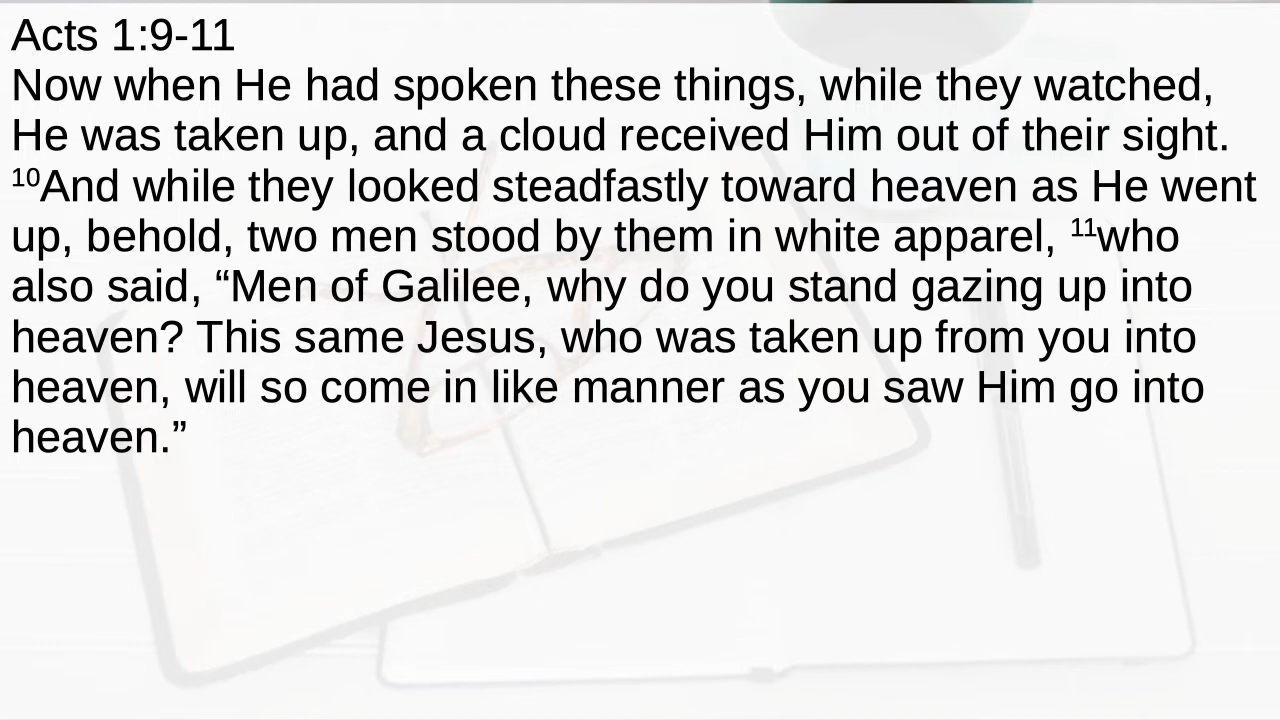 Acts 1:9-11
Now when He had spoken these things, while they watched,
He was taken up, and a cloud received Him out of their sight.
¹⁰And while they looked steadfastly toward heaven as He went
up, behold, two men stood by them in white apparel, ¹¹who
also said, “Men of Galilee, why do you stand gazing up into
heaven? This same Jesus, who was taken up from you into
heaven, will so come in like manner as you saw Him go into
heaven.”